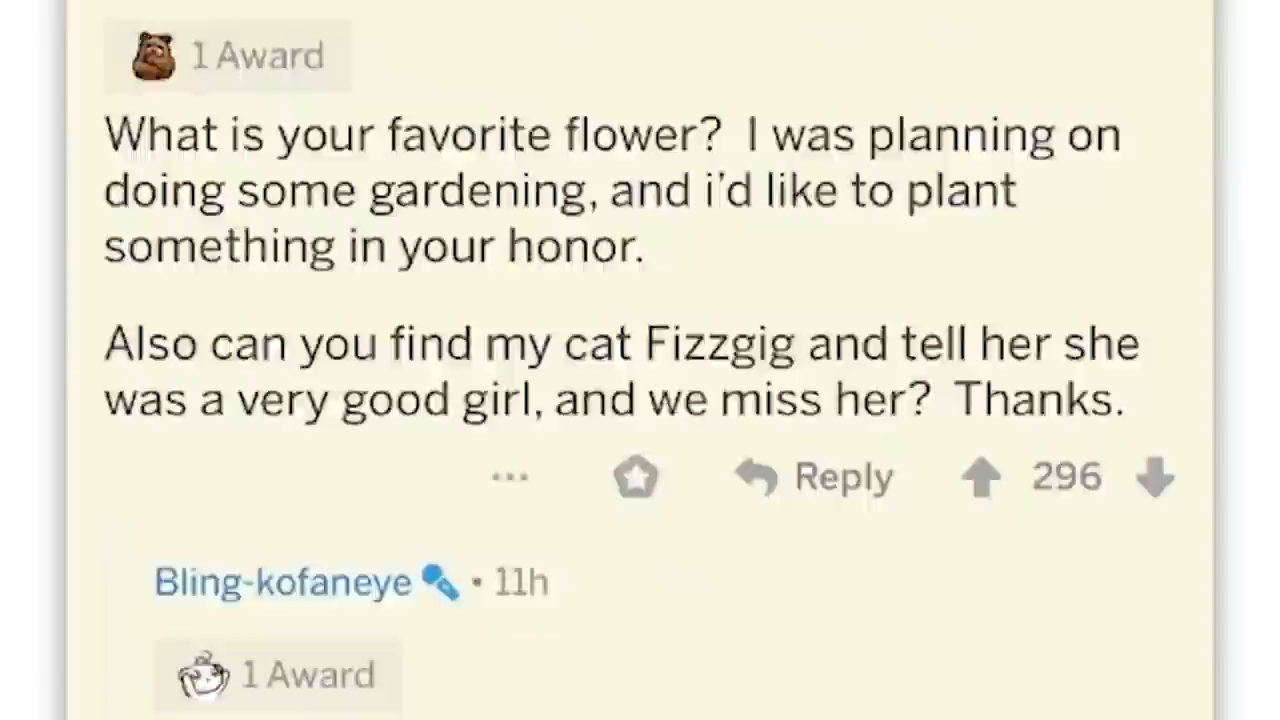 1 Award
What is your favorite flower? I was planning on
doing some gardening, and i'd like to plant
something in your honor.
Also can you find my cat Fizzgig and tell her she
was a very good girl, and we miss her? Thanks.
... Reply 296
Bling-kofaneye • 11h
1 Award